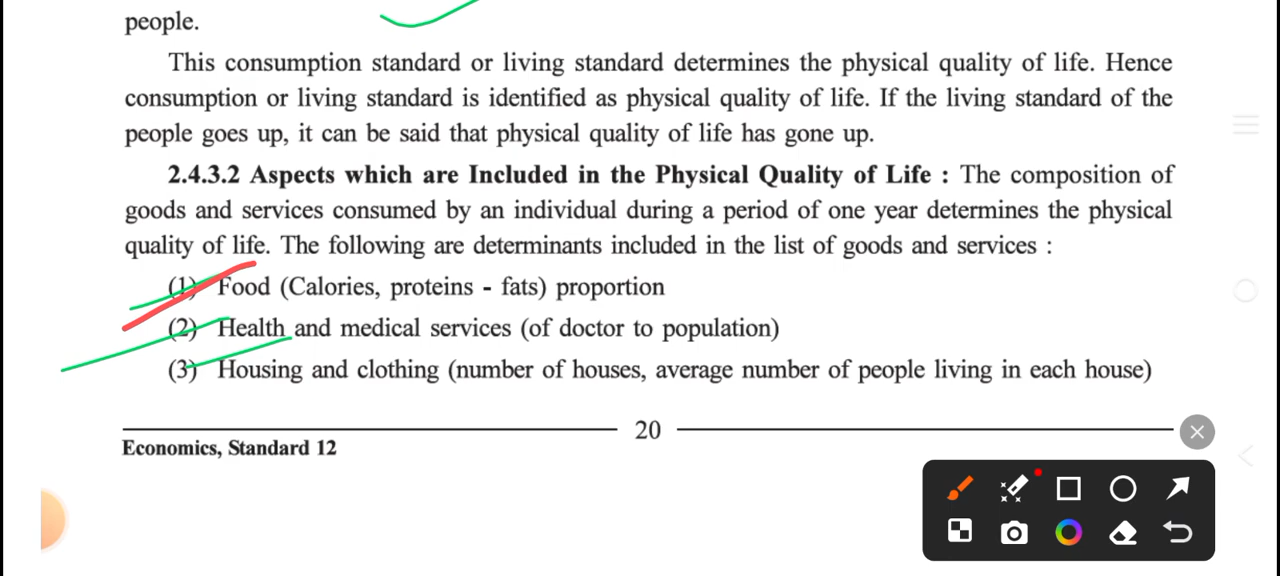 people.
This consumption standard or living standard determines the physical quality of life. Hence
consumption or living standard is identified as physical quality of life. If the living standard of the
people goes up, it can be said that physical quality of life has gone up.
2.4.3.2 Aspects which are Included in the Physical Quality of Life : The composition of
goods and services consumed by an individual during a period of one year determines the physical
quality of life. The following are determinants included in the list of goods and services :
(1) Food (Calories, proteins - fats) proportion
(2) Health and medical services (of doctor to population)
(3) Housing and clothing (number of houses, average number of people living in each house)
20
Economics, Standard 12